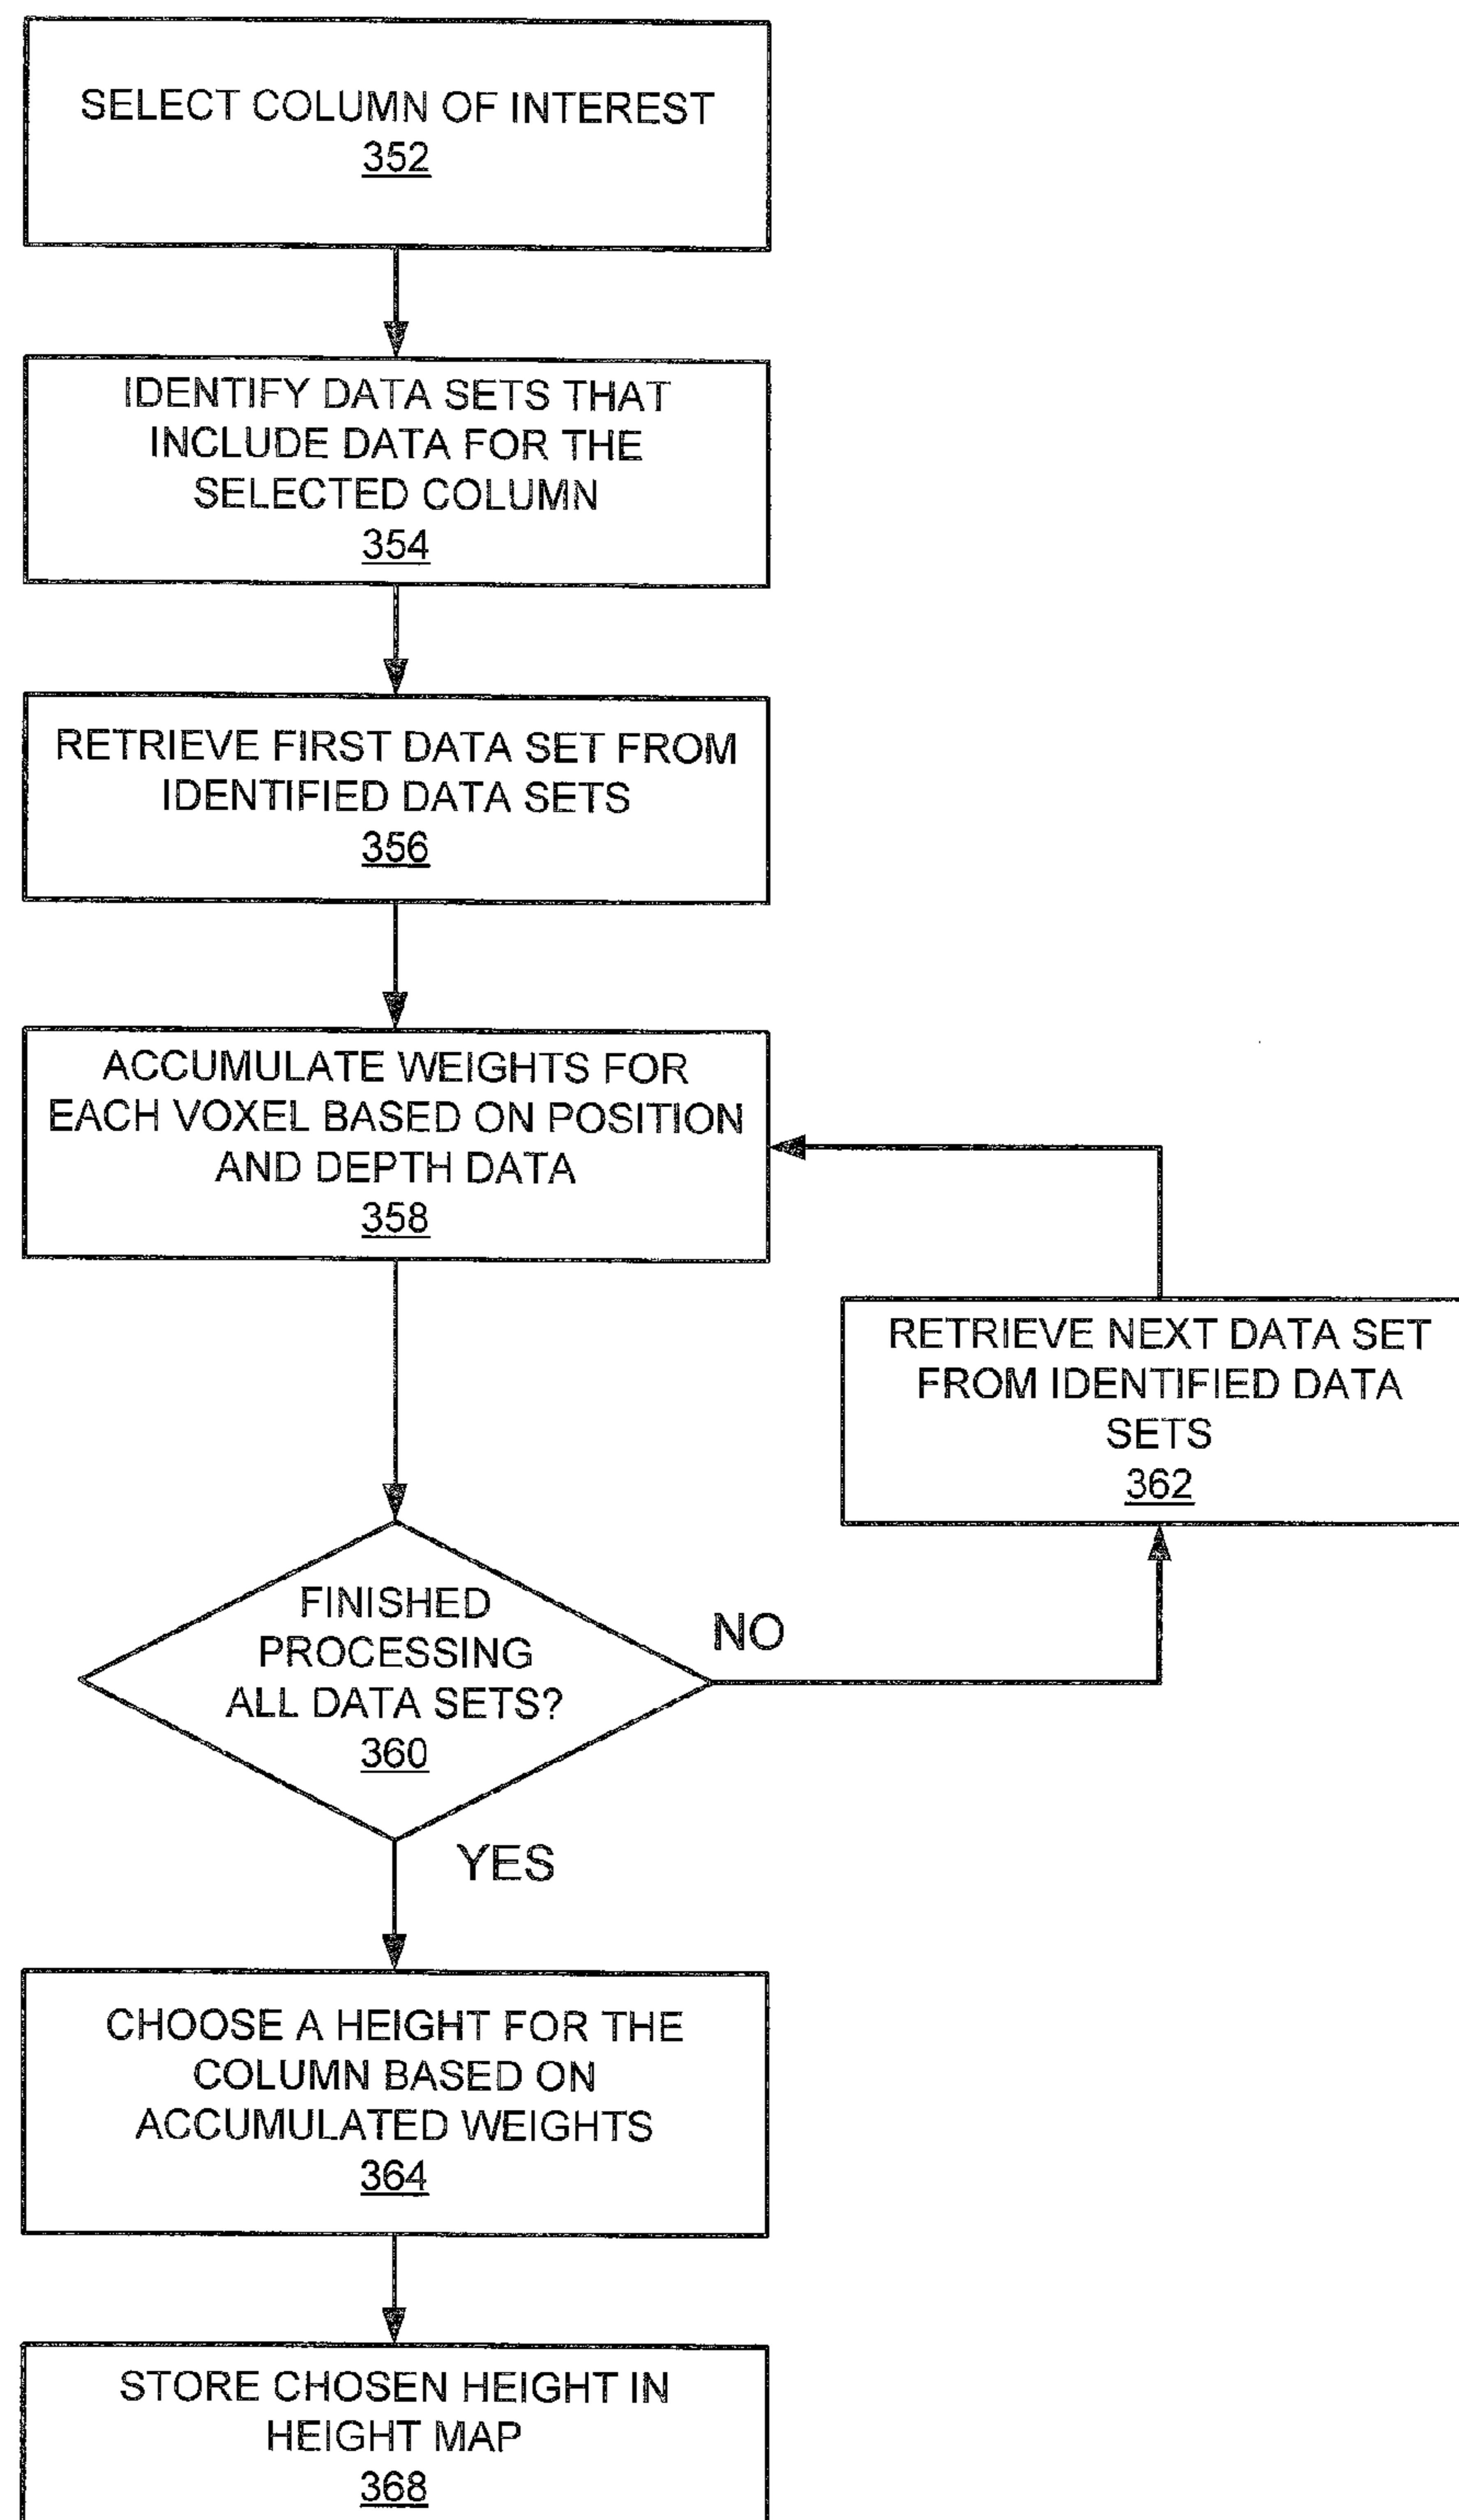 SELECT COLUMN OF INTEREST
352
IDENTIFY DATA SETS THAT
INCLUDE DATA FOR THE
SELECTED COLUMN
354
RETRIEVE FIRST DATA SET FROM
IDENTIFIED DATA SETS
356
ACCUMULATE WEIGHTS FOR
EACH VOXEL BASED ON POSITION
AND DEPTH DATA
358
RETRIEVE NEXT DATA SET
FROM IDENTIFIED DATA
SETS
362
FINISHED
PROCESSING
ALL DATA SETS?
360
NO
YES
CHOOSE A HEIGHT FOR THE
COLUMN BASED ON
ACCUMULATED WEIGHTS
364
STORE CHOSEN HEIGHT IN
HEIGHT MAP
368